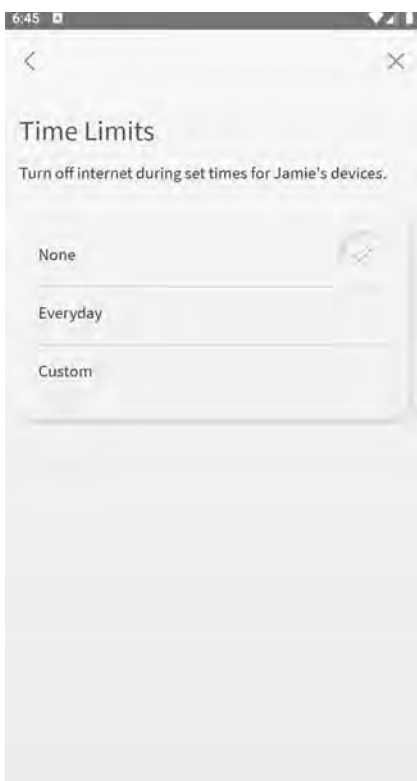 6:45
Time Limits
Turn off internet during set times for Jamie's devices.
None
Everyday
Custom